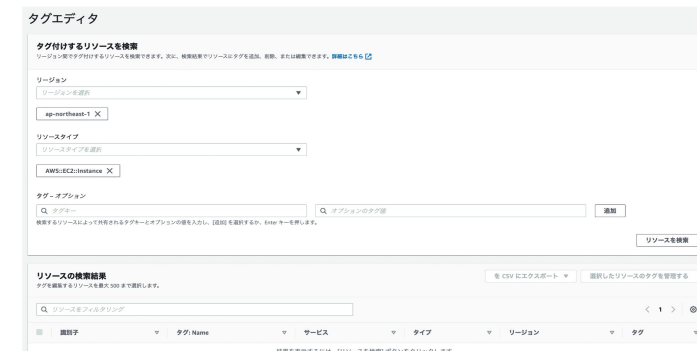 タグエディタ
タグ付けするリソースを検索
リージョン間でタグ付けするリソースを検索できます。次に、検索結果でリソースにタグを追加、削除、または編集できます。詳細はこちら
リージョン
リージョンを選択
ap-northeast-1
リソースタイプ
リソースタイプを選択
AWS::EC2::Instance
タグ – オプション
タグキー オプションのタグ値 追加
検索するリソースによって共有されるタグキーとオプションの値を入力し、[追加] を選択するか、Enter キーを押します。
リソースを検索
リソースの検索結果 を CSV にエクスポート 選択したリソースのタグを管理する
タグを編集するリソースを最大 500 まで選択します。
リソースをフィルタリング 1
識別子 タグ: Name サービス タイプ リージョン タグ